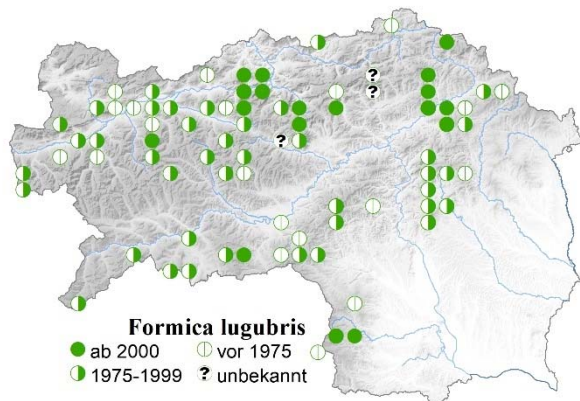 ?
?
?
Formica lugubris
ab 2000 vor 1975
1975-1999 ? unbekannt